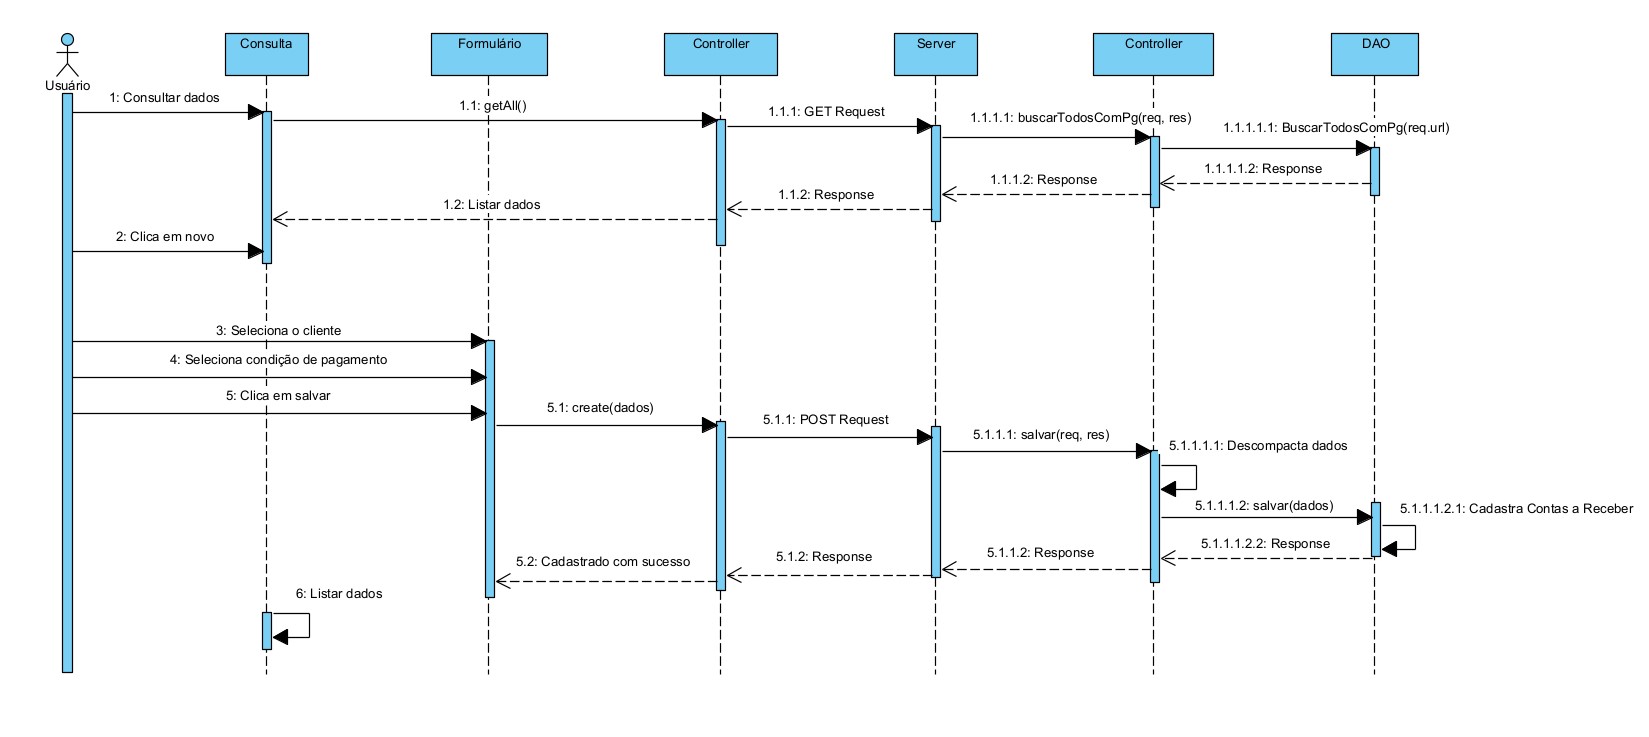 Usuário
Consulta
Formulário
Controller
Server
Controller
DAO
1: Consultar dados
1.1: getAll()
1.1.1: GET Request
1.1.1.1: buscarTodosComPg(req, res)
1.1.1.1.1: BuscarTodosComPg(req.url)
1.1.1.1.2: Response
1.1.1.2: Response
1.1.2: Response
1.2: Listar dados
2: Clica em novo
3: Seleciona o cliente
4: Seleciona condição de pagamento
5: Clica em salvar
5.1: create(dados)
5.1.1: POST Request
5.1.1.1: salvar(req, res)
5.1.1.1.1: Descompacta dados
5.1.1.1.2: salvar(dados)
5.1.1.1.2.1: Cadastra Contas a Receber
5.1.1.1.2.2: Response
5.1.1.2: Response
5.1.2: Response
5.2: Cadastrado com sucesso
6: Listar dados